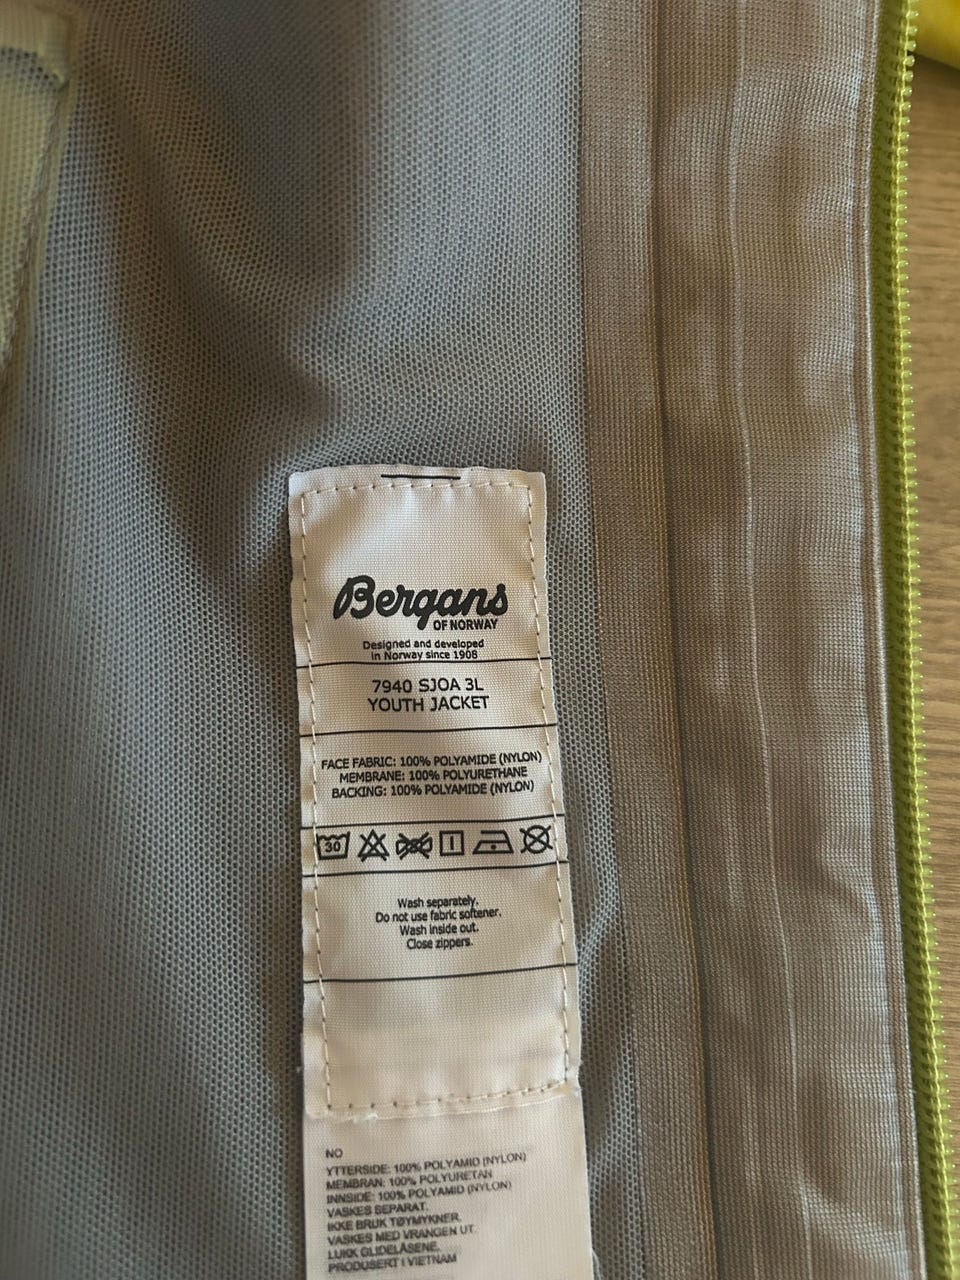 Bergans
OF NORWAY
Designed and developed
in Norway since 1908
7940 SJOA 3L
YOUTH JACKET
FACE FABRIC: 100% POLYAMIDE (NYLON)
MEMBRANE: 100% POLYURETHANE
BACKING: 100% POLYAMIDE (NYLON)
30
Wash separately.
Do not use fabric softener.
Wash inside out.
Close zippers.
NO
YTTERSIDE: 100% POLYAMID (NYLON)
MEMBRAN: 100% POLYURETAN
INNSIDE: 100% POLYAMID (NYLON)
VASKES SEPARAT.
IKKE BRUK TØYMYKNER.
VASKES MED VRANGEN UT.
LUKK GLIDELÅSENE.
PRODUSERT I VIETNAM